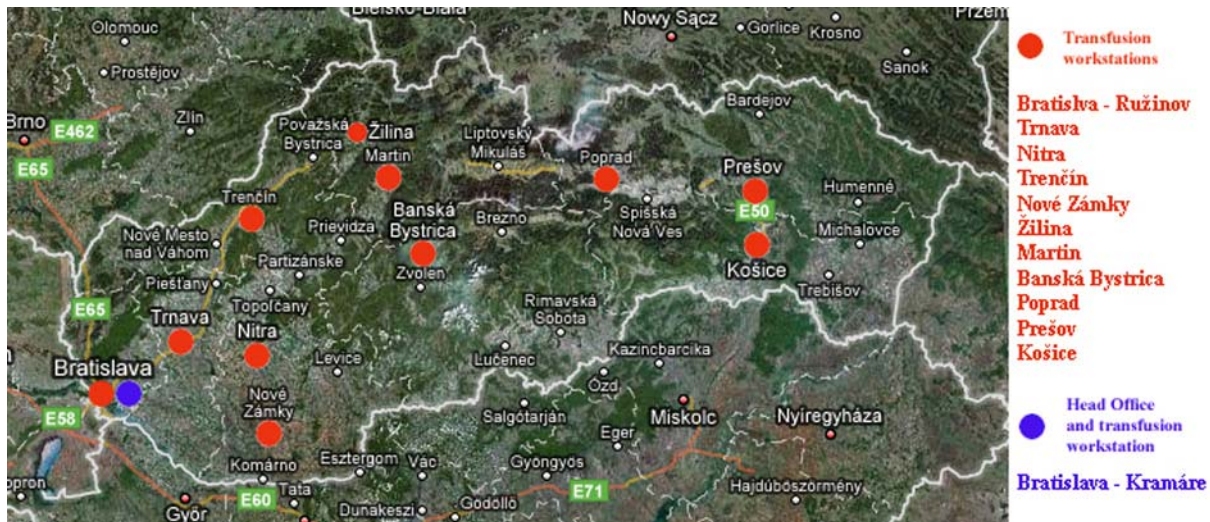 Bielsko-Biała
Nowy Sącz
Przem
Olomouc
Gorlice
Krosno
Sanok
Prostějov
Brno
E462
Zlín
E65
Považská
Bystrica
Žilina
Martin
Liptovský
Mikuláš
Poprad
Bardejov
Prešov
E50
Humenné
Trenčín
Banská
Bystrica
Brezno
Spišská
Nová Ves
Michalovce
Nové Mesto
nad Váhom
Prievidza
Partizánske
Zvolen
Košice
Trebišov
Piešťany
Topoľčany
E65
Trnava
Nitra
Levice
Rimavská
Sobota
Lučenec
Kazincbarcika
Bratislava
Nové
Zámky
Ózd
Salgótarján
Miskolc
Nyíregyháza
E58
Eger
Komárno
Esztergom
Vác
Gyöngyös
opron
Győr
E60
Tata
Dunakeszi
Gödöllő
E71
Hajdúböszörmény
Transfusion
workstations
Bratislva - Ružinov
Trnava
Nitra
Trenčín
Nové Zámky
Žilina
Martin
Banská Bystrica
Poprad
Prešov
Košice
Head Office
and transfusion
workstation
Bratislava - Kramáre